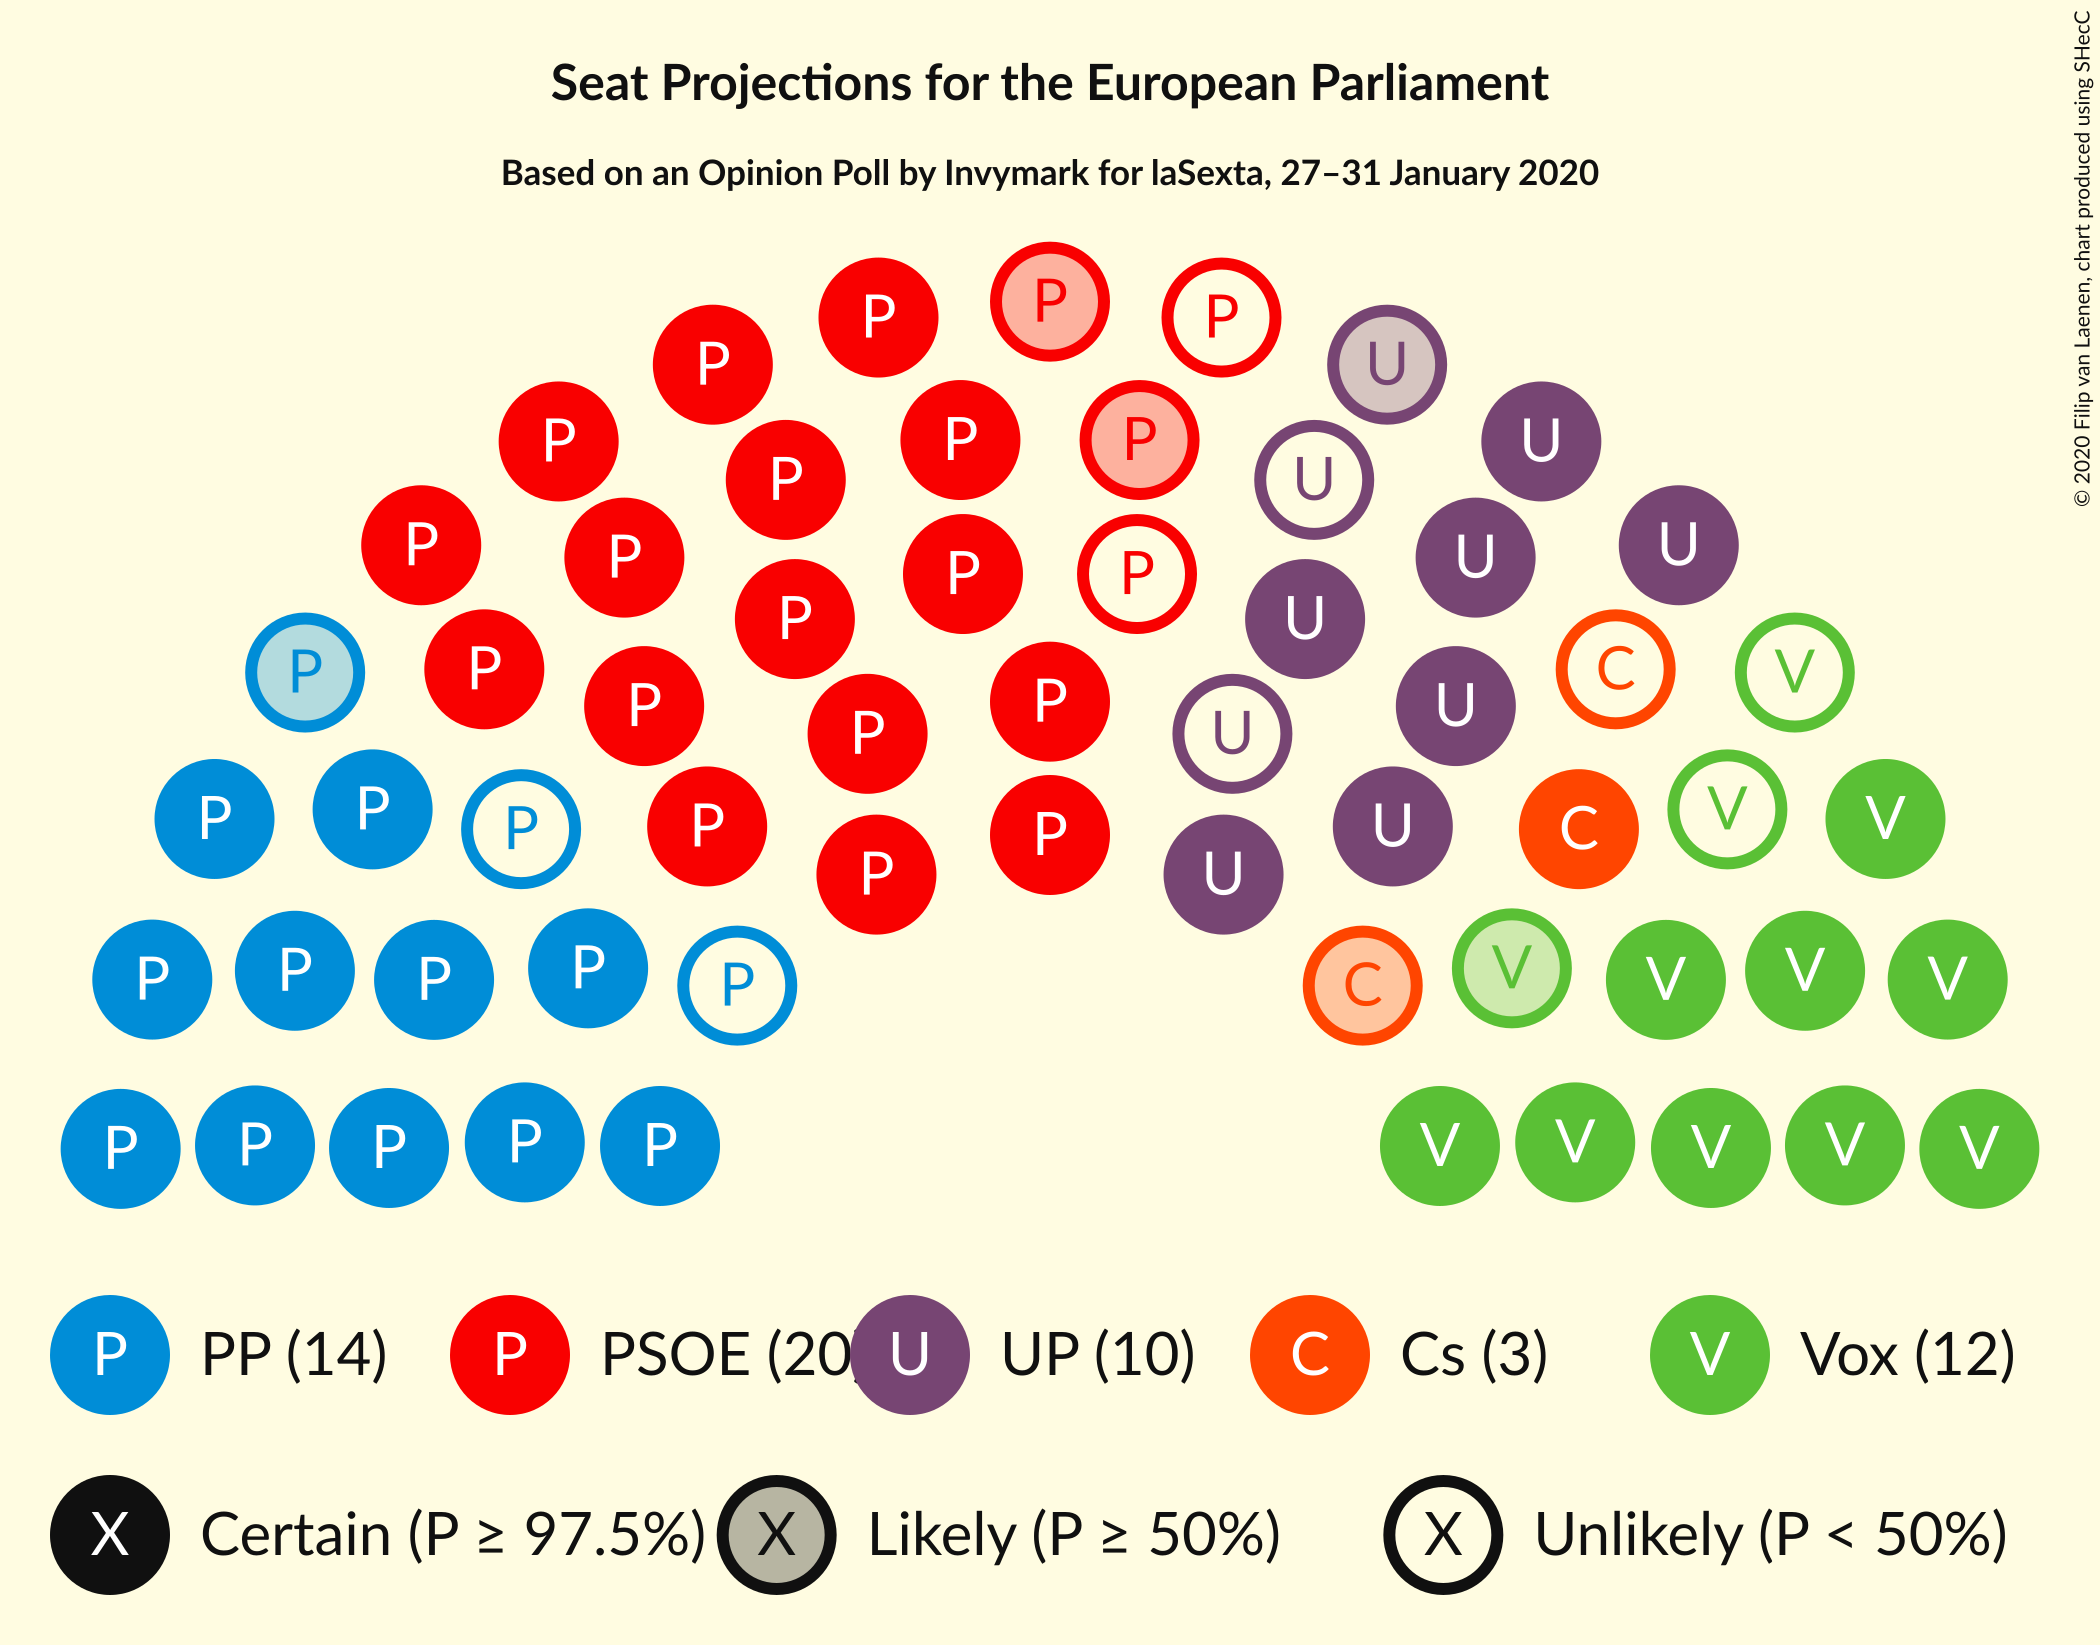 Seat Projections for the European Parliament
Based on an Opinion Poll by Invymark for laSexta, 27–31 January 2020
© 2020 Filip van Laenen, chart produced using SHecC
P
P P
P U
P P P U
P U
P P P P U U
P U
P P C V
P P U
P U
P P P P P U C V V
P U
P P P P P C V V V V
P P P P P V V V V V
P PP (14) P PSOE (20 U UP (10) C Cs (3) V Vox (12)
X Certain (P ≥ 97.5%) X Likely (P ≥ 50%) X Unlikely (P < 50%)